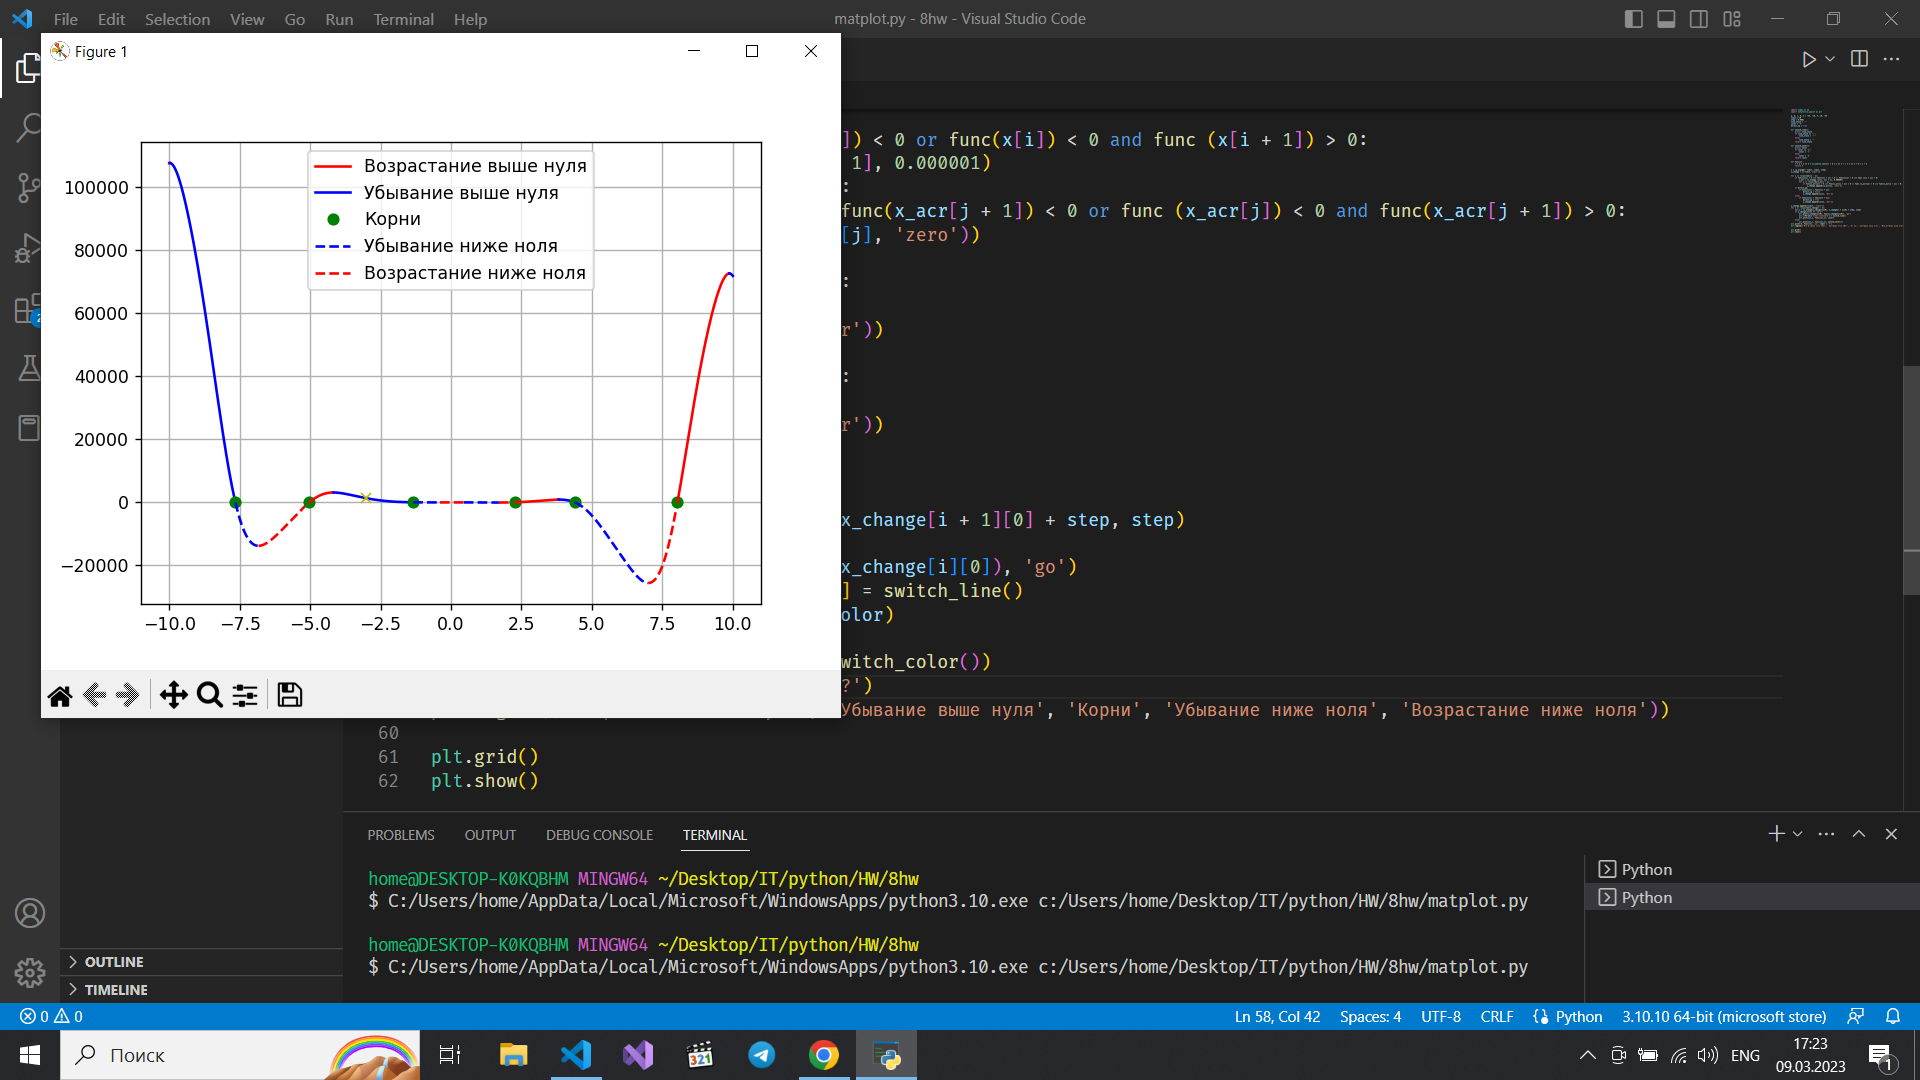 File Edit Selection View Go Run Terminal Help
matplot.py - 8hw - Visual Studio Code
Figure 1
Возрастание выше нуля
Убывание выше нуля
Корни
Убывание ниже ноля
Возрастание ниже ноля
100000
80000
60000
40000
20000
0
−20000
−10.0 −7.5 −5.0 −2.5 0.0 2.5 5.0 7.5 10.0
]) < 0 or func(x[i]) < 0 and func (x[i + 1]) > 0:
1], 0.000001)
:
func(x_acr[j + 1]) < 0 or func (x_acr[j]) < 0 and func(x_acr[j + 1]) > 0:
[j], 'zero'))
:
r'))
:
r'))
x_change[i + 1][0] + step, step)
x_change[i][0]), 'go')
] = switch_line()
olor)
witch_color())
?')
Убывание выше нуля', 'Корни', 'Убывание ниже ноля', 'Возрастание ниже ноля'))
60
61 plt.grid()
62 plt.show()
PROBLEMS OUTPUT DEBUG CONSOLE TERMINAL
home@DESKTOP-K0KQBHM MINGW64 ~/Desktop/IT/python/HW/8hw
$ C:/Users/home/AppData/Local/Microsoft/WindowsApps/python3.10.exe c:/Users/home/Desktop/IT/python/HW/8hw/matplot.py
home@DESKTOP-K0KQBHM MINGW64 ~/Desktop/IT/python/HW/8hw
$ C:/Users/home/AppData/Local/Microsoft/WindowsApps/python3.10.exe c:/Users/home/Desktop/IT/python/HW/8hw/matplot.py
Python
Python
OUTLINE
TIMELINE
0 0
Ln 58, Col 42 Spaces: 4 UTF-8 CRLF Python 3.10.10 64-bit (microsoft store)
Поиск
321
ENG
17:23
09.03.2023
1